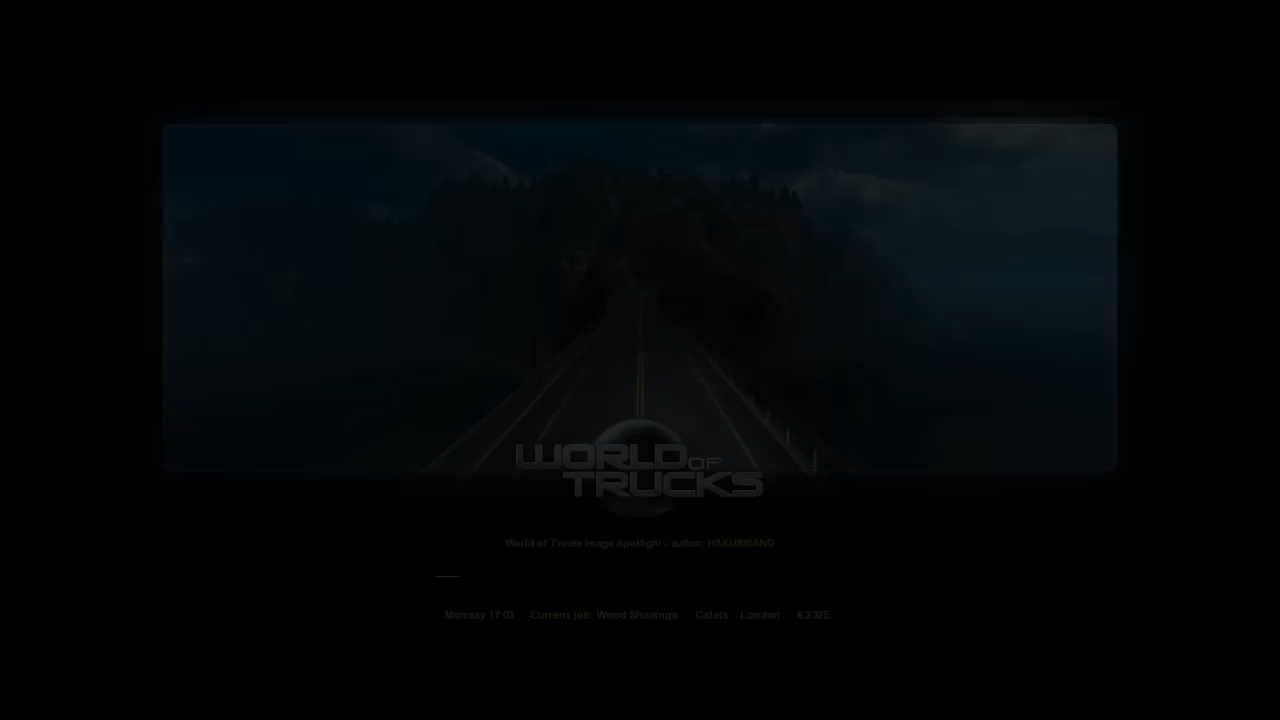 WORLD OF
TRUCKS
World of Trucks Image Spotlight - author:
Monday 17:03 Current job: Wood Shavings Calais - London €3.325.-